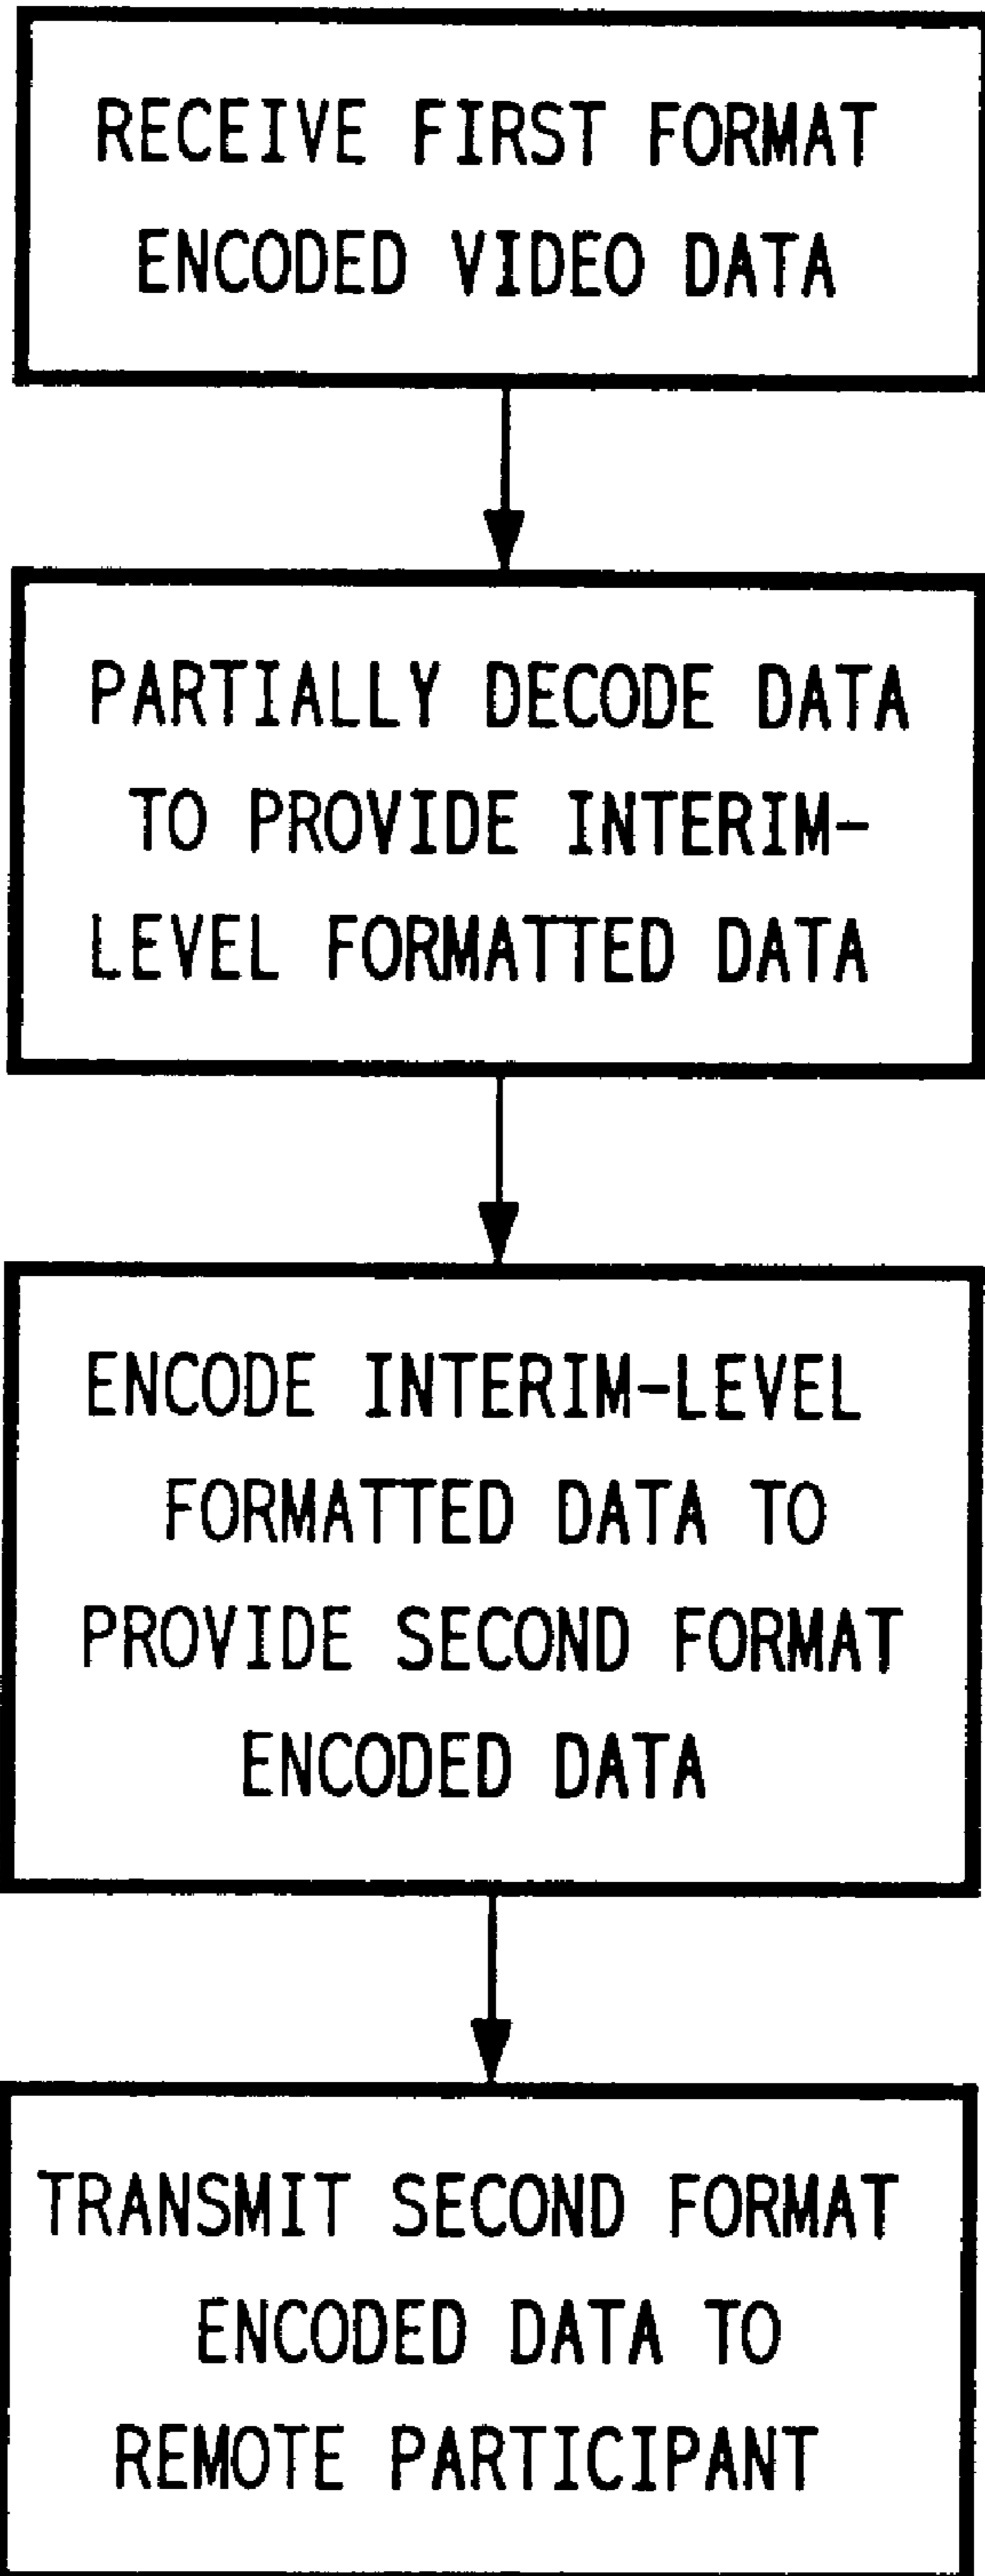 RECEIVE FIRST FORMAT
ENCODED VIDEO DATA
PARTIALLY DECODE DATA
TO PROVIDE INTERIM-
LEVEL FORMATTED DATA
ENCODE INTERIM-LEVEL
FORMATTED DATA TO
PROVIDE SECOND FORMAT
ENCODED DATA
TRANSMIT SECOND FORMAT
ENCODED DATA TO
REMOTE PARTICIPANT